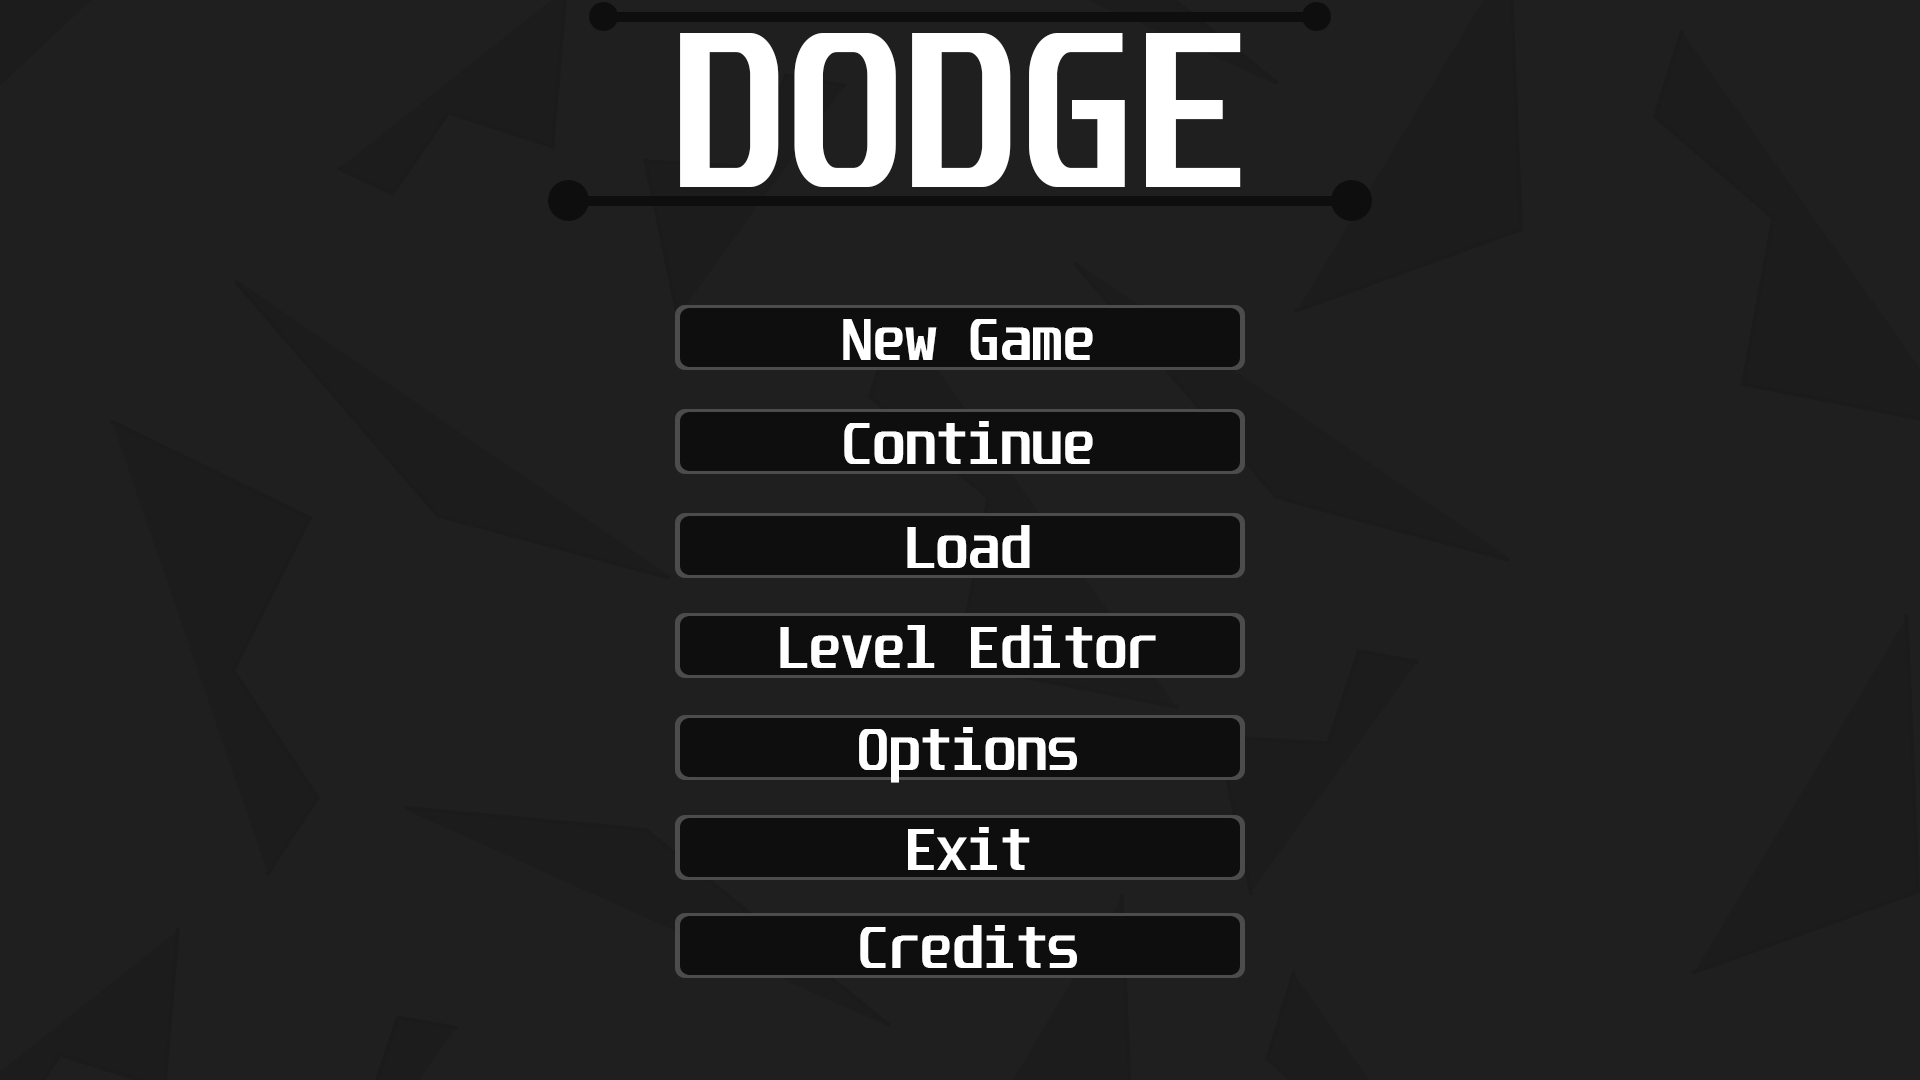 DODGE
New Game
Continue
Load
Level Editor
Options
Exit
Credits